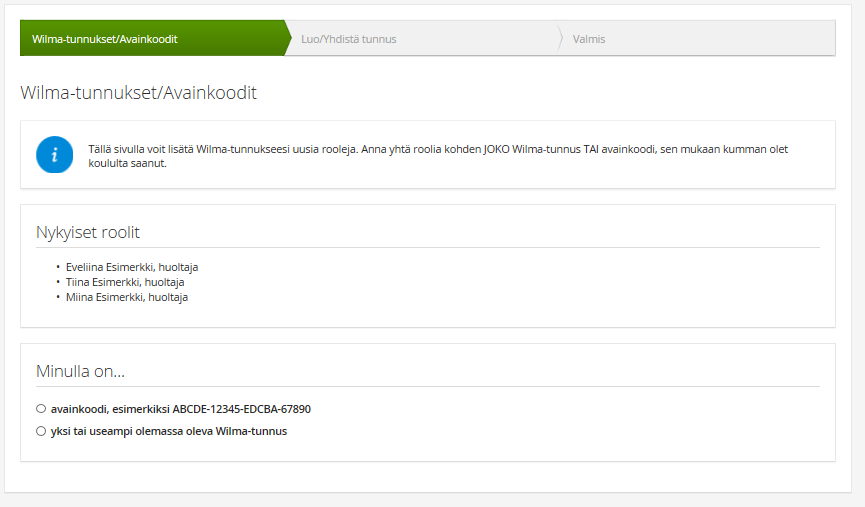 Wilma-tunnukset/Avainkoodit
Luo/Yhdistä tunnus
Valmis
Wilma-tunnukset/Avainkoodit
Tällä sivulla voit lisätä Wilma-tunnukseesi uusia rooleja. Anna yhtä roolia kohden JOKO Wilma-tunnus TAI avainkoodi, sen mukaan kumman olet
koululta saanut.
Nykyiset roolit
• Eveliina Esimerkki, huoltaja
• Tiina Esimerkki, huoltaja
• Miina Esimerkki, huoltaja
Minulla on...
avainkoodi, esimerkiksi ABCDE-12345-EDCBA-67890
yksi tai useampi olemassa oleva Wilma-tunnus